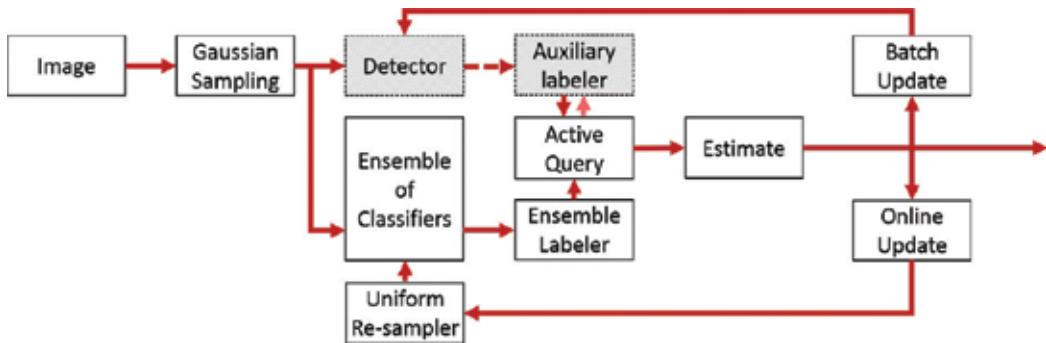 Image
Gaussian
Sampling
Detector
Auxiliary
labeler
Batch
Update
Ensemble
of
Classifiers
Active
Query
Estimate
Ensemble
Labeler
Online
Update
Uniform
Re-sampler